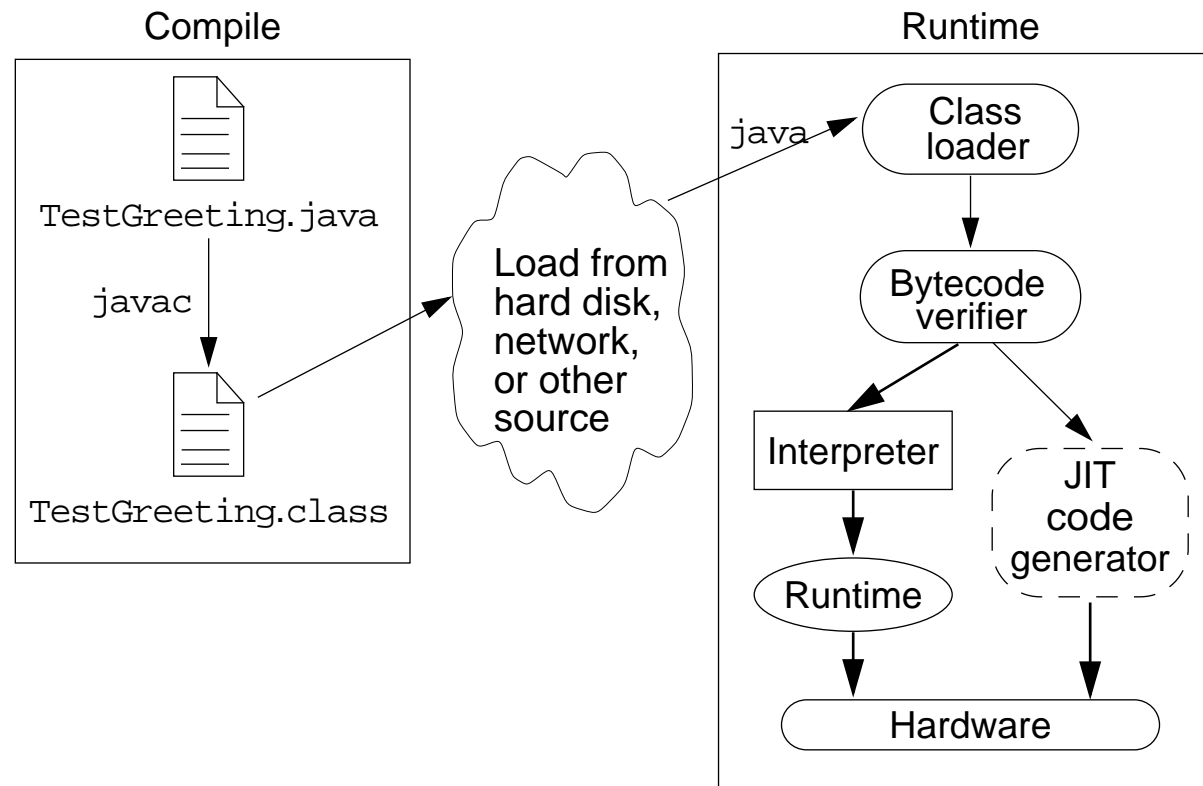 Compile
TestGreeting.java
javac
TestGreeting.class
Load from
hard disk,
network,
or other
source
Runtime
java
Class
loader
Bytecode
verifier
Interpreter
JIT
code
generator
Runtime
Hardware